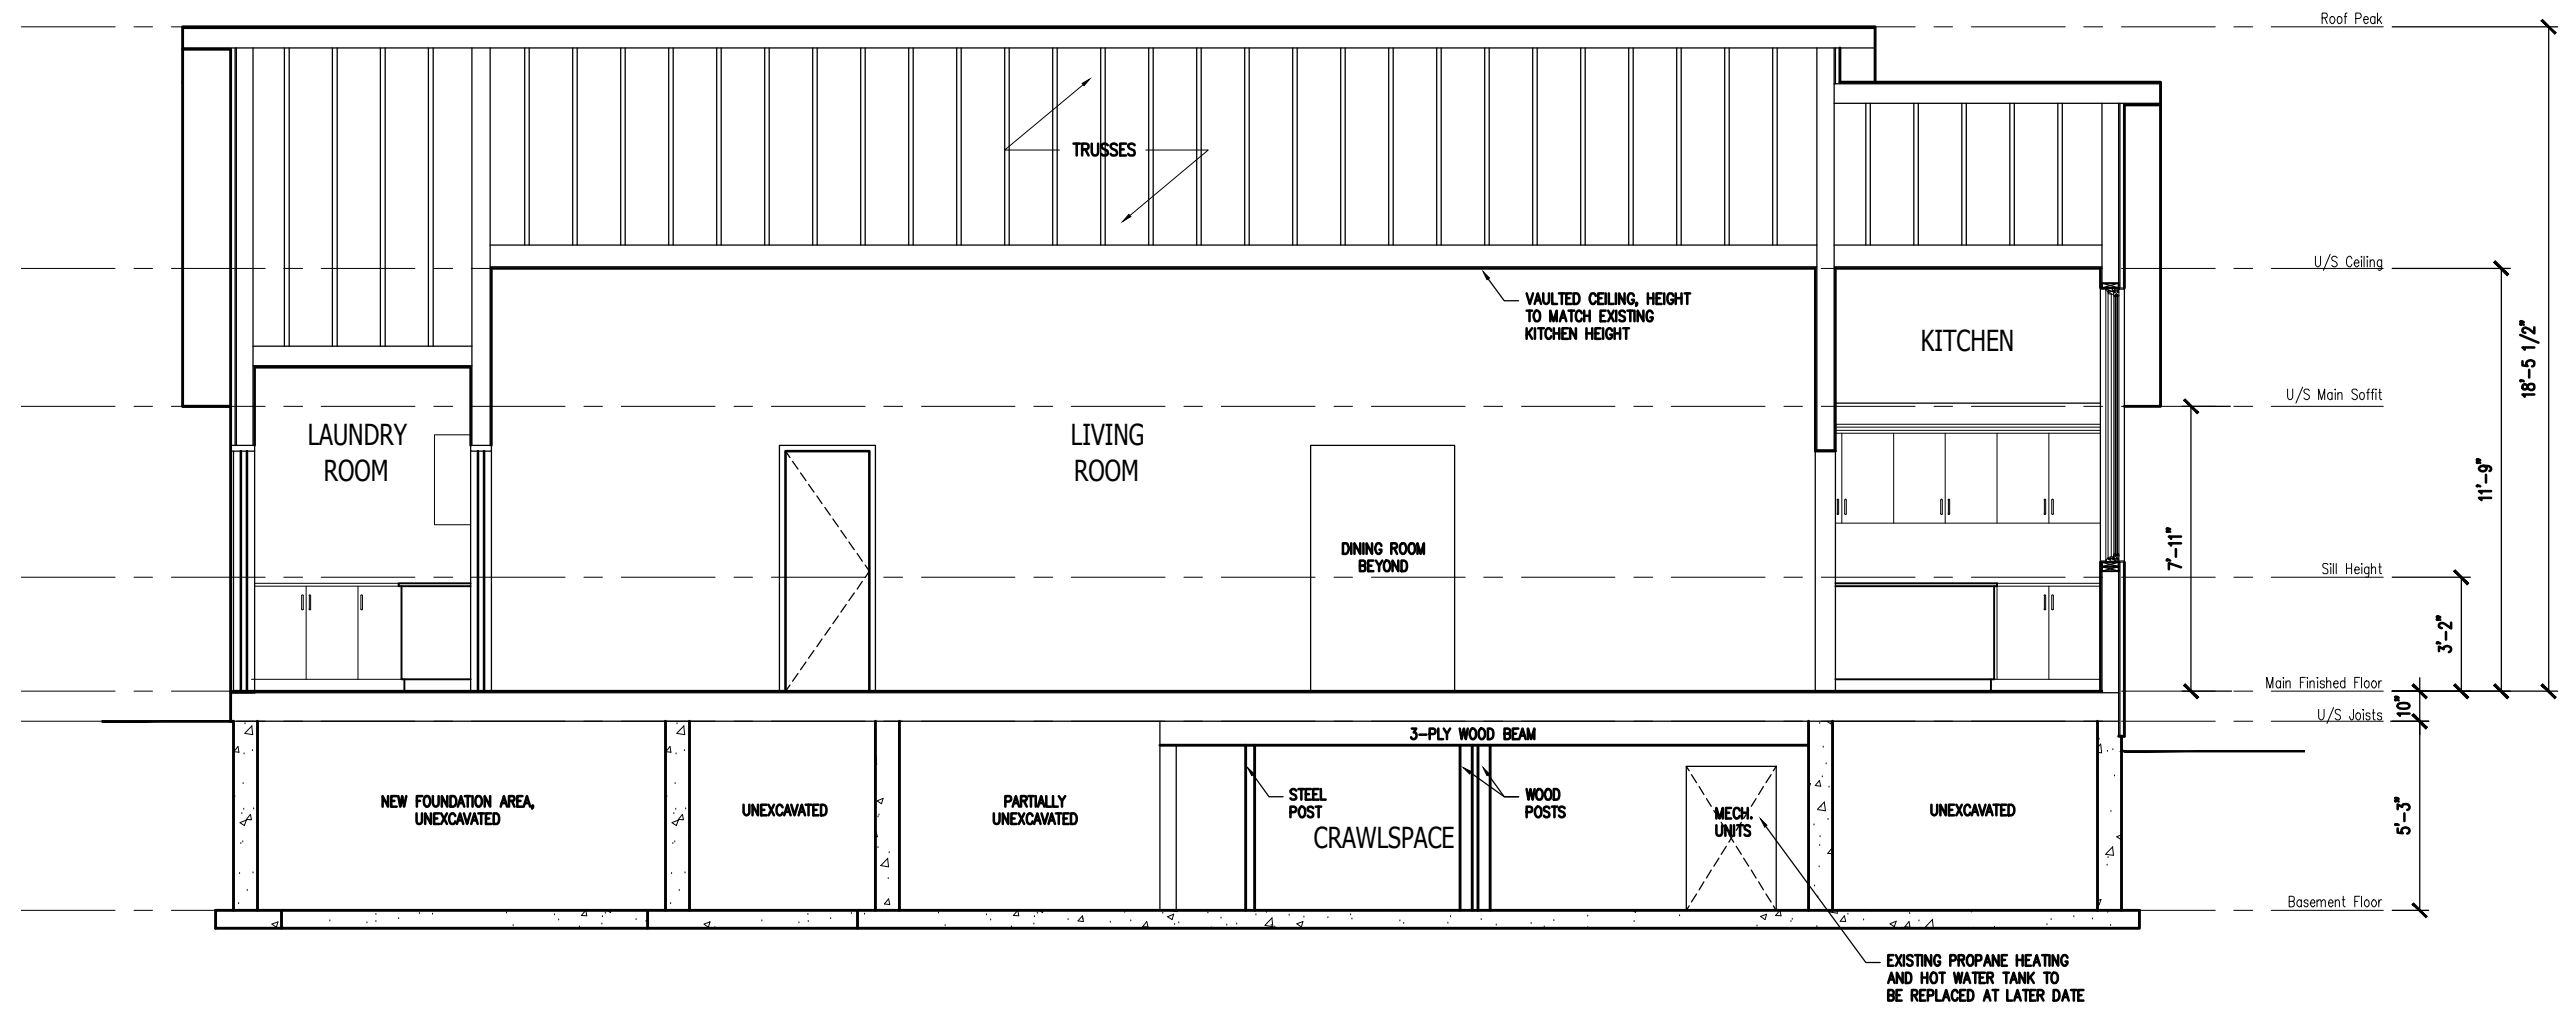 Roof Peak
TRUSSES
U/S Ceiling
VAULTED CEILING, HEIGHT
TO MATCH EXISTING
KITCHEN HEIGHT
KITCHEN
18'-5 1/2"
U/S Main Soffit
LAUNDRY
ROOM
LIVING
ROOM
11'-9"
DINING ROOM
BEYOND
7'-11"
Sill Height
3'-2"
Main Finished Floor
10"
U/S Joists
3-PLY WOOD BEAM
NEW FOUNDATION AREA,
UNEXCAVATED
UNEXCAVATED
PARTIALLY
UNEXCAVATED
STEEL
POST
CRAWLSPACE
WOOD
POSTS
MECH.
UNITS
UNEXCAVATED
5'-3"
Basement Floor
EXISTING PROPANE HEATING
AND HOT WATER TANK TO
BE REPLACED AT LATER DATE